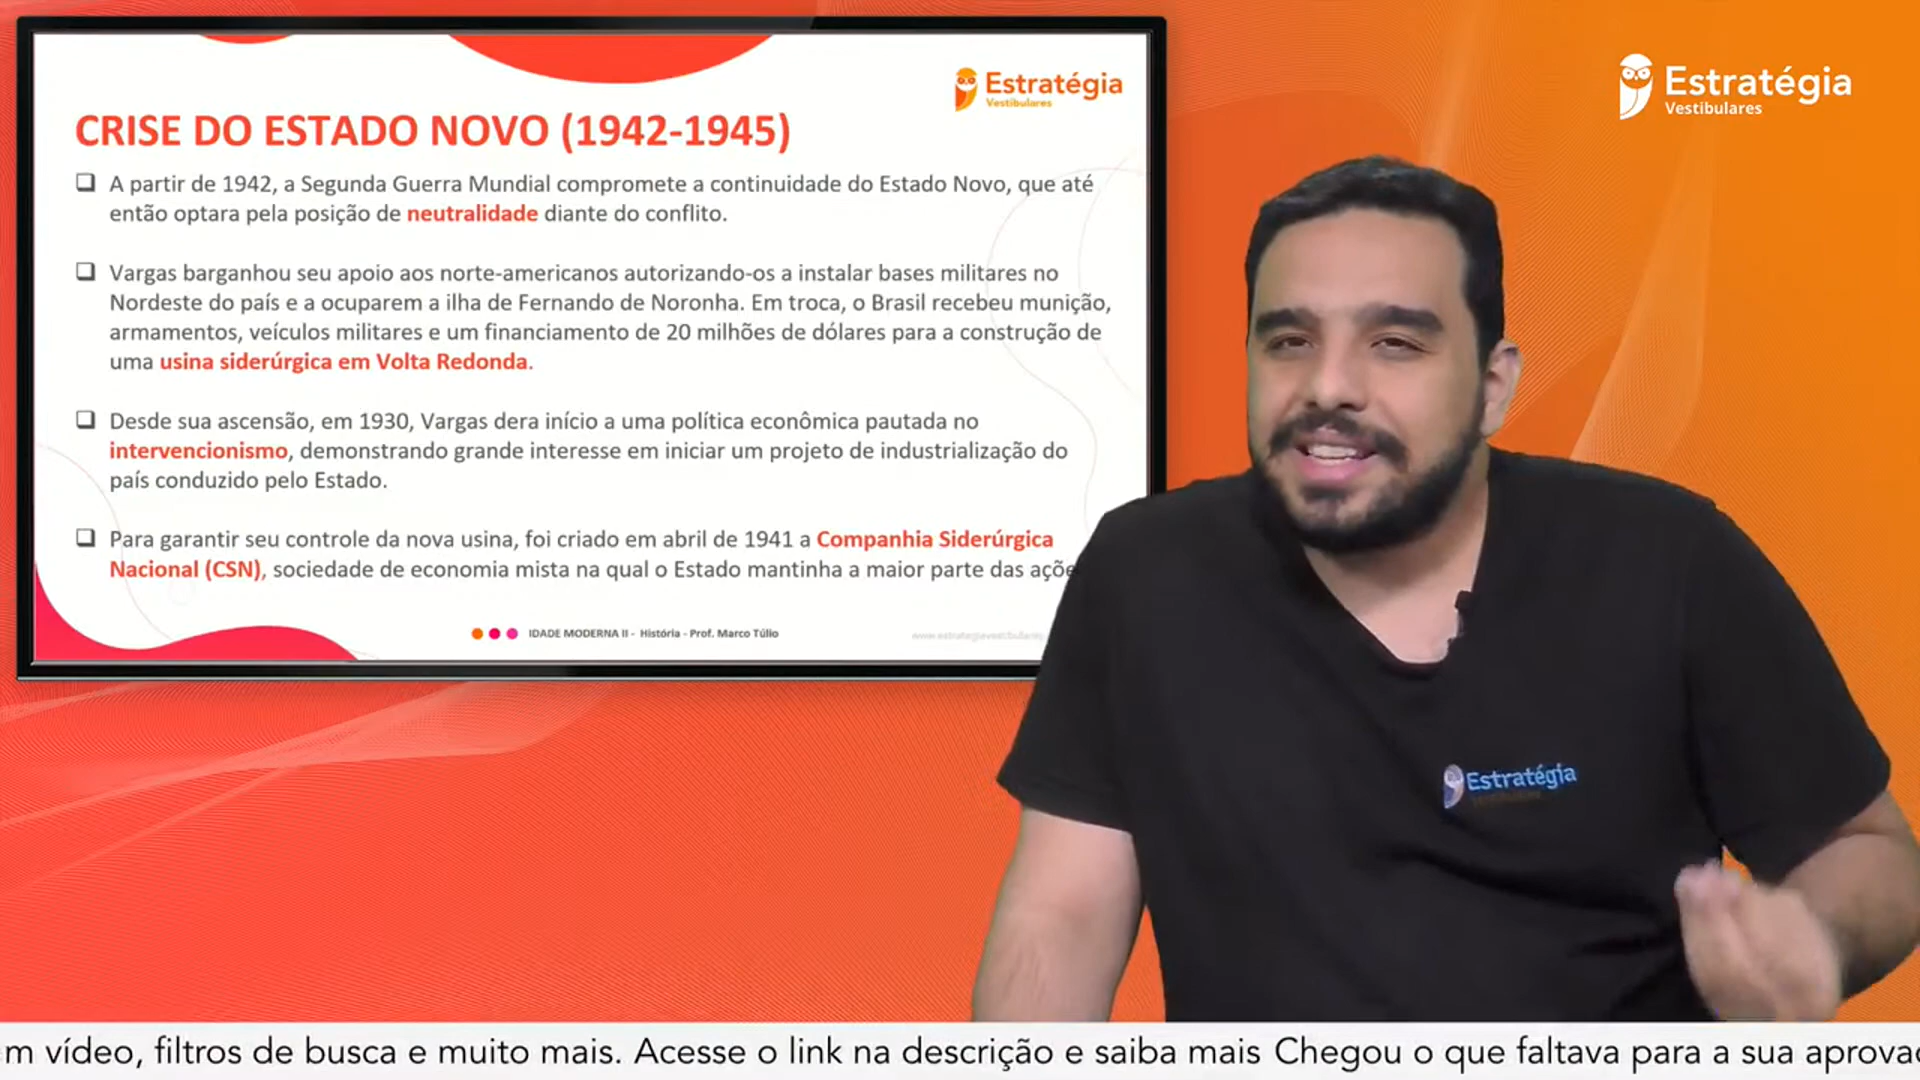 Estratégia
Vestibulares
CRISE DO ESTADO NOVO (1942-1945)
A partir de 1942, a Segunda Guerra Mundial compromete a continuidade do Estado Novo, que até
então optara pela posição de neutralidade diante do conflito.
Vargas barganhou seu apoio aos norte-americanos autorizando-os a instalar bases militares no
Nordeste do país e a ocuparem a ilha de Fernando de Noronha. Em troca, o Brasil recebeu munição,
armamentos, veículos militares e um financiamento de 20 milhões de dólares para a construção de
uma usina siderúrgica em Volta Redonda.
Desde sua ascensão, em 1930, Vargas dera início a uma política econômica pautada no
intervencionismo, demonstrando grande interesse em iniciar um projeto de industrialização do
país conduzido pelo Estado.
Para garantir seu controle da nova usina, foi criado em abril de 1941 a Companhia Siderúrgica
Nacional (CSN), sociedade de economia mista na qual o Estado mantinha a maior parte das açõe
IDADE MODERNA II - História - Prof. Marco Túlio
Estratégia
Vestibulares
Estratégia
m vídeo, filtros de busca e muito mais. Acesse o link na descrição e saiba mais Chegou o que faltava para a sua aprovaç